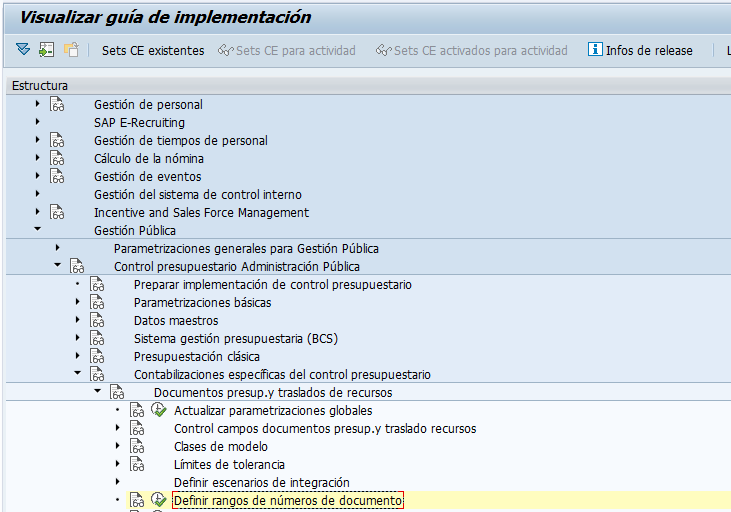 Visualizar guía de implementación
Sets CE existentes Sets CE para actividad Sets CE activados para actividad Infos de release L
Estructura
Gestión de personal
SAP E-Recruiting
Gestión de tiempos de personal
Cálculo de la nómina
Gestión de eventos
Gestión del sistema de control interno
Incentive and Sales Force Management
Gestión Pública
Parametrizaciones generales para Gestión Pública
Control presupuestario Administración Pública
Preparar implementación de control presupuestario
Parametrizaciones básicas
Datos maestros
Sistema gestión presupuestaria (BCS)
Presupuestación clásica
Contabilizaciones específicas del control presupuestario
Documentos presup.y traslados de recursos
Actualizar parametrizaciones globales
Control campos documentos presup.y traslado recursos
Clases de modelo
Límites de tolerancia
Definir escenarios de integración
Definir rangos de números de documento